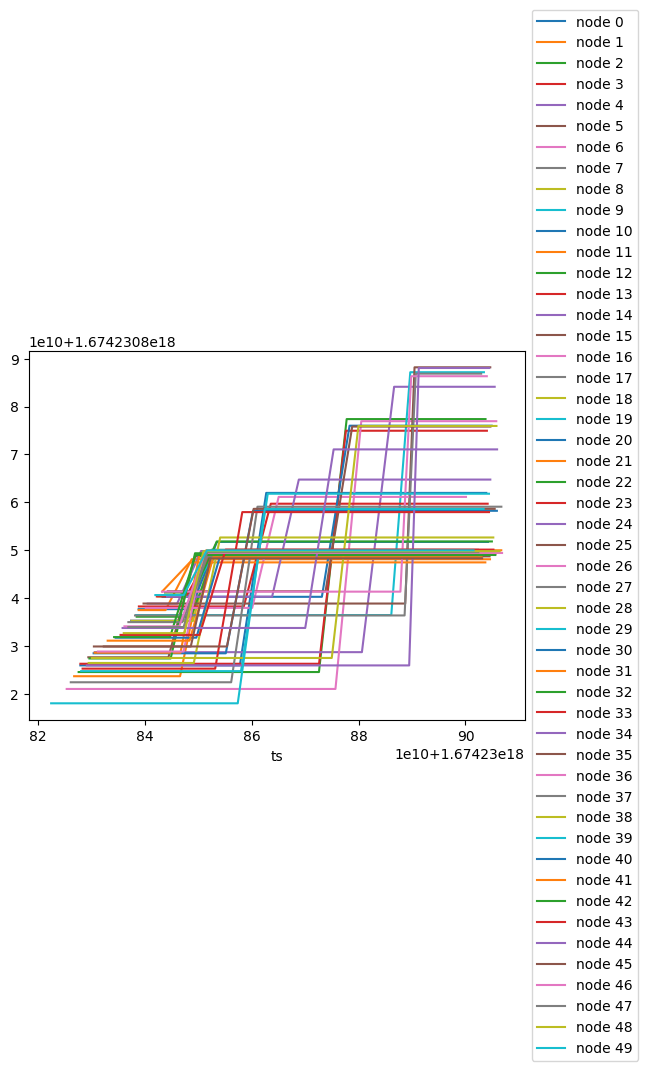 1e10+1.6742308e18
9
8
7
6
5
4
3
2
82 84 86 88 90
1e10+1.67423e18
ts
node 0
node 1
node 2
node 3
node 4
node 5
node 6
node 7
node 8
node 9
node 10
node 11
node 12
node 13
node 14
node 15
node 16
node 17
node 18
node 19
node 20
node 21
node 22
node 23
node 24
node 25
node 26
node 27
node 28
node 29
node 30
node 31
node 32
node 33
node 34
node 35
node 36
node 37
node 38
node 39
node 40
node 41
node 42
node 43
node 44
node 45
node 46
node 47
node 48
node 49